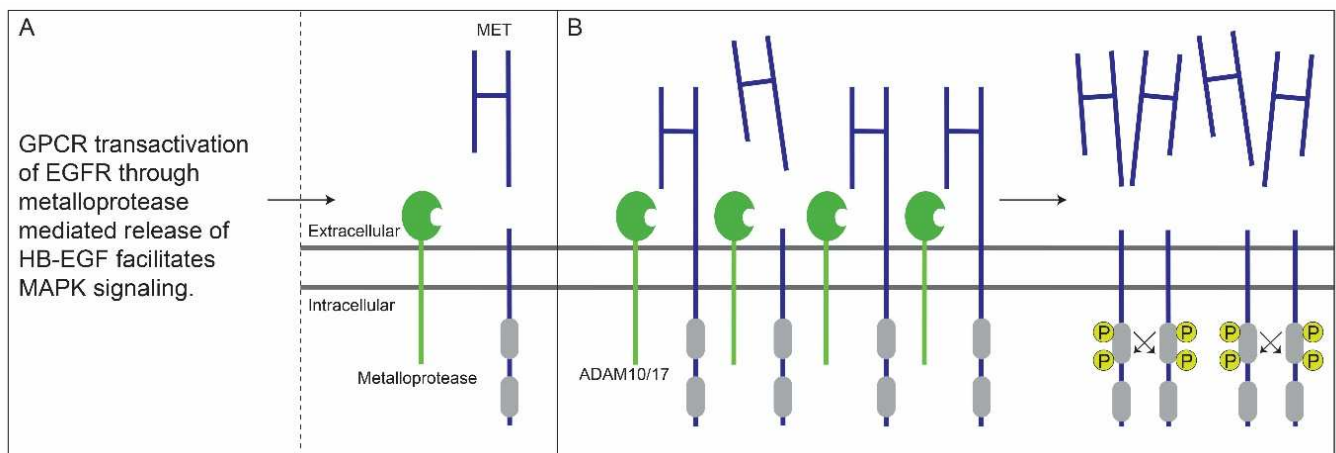 A
MET
GPCR transactivation
of EGFR through
metalloprotease
mediated release of
HB-EGF facilitates
MAPK signaling.
Extracellular
Intracellular
Metalloprotease
B
ADAM10/17
P P P P
P P P P